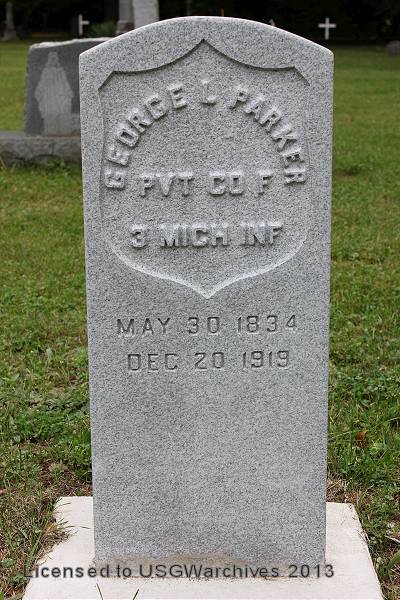 GEORGE L PARKER
PVT CO F
3 MICH INF
MAY 30 1834
DEC 20 1919
Licensed to USGWarchives 2013